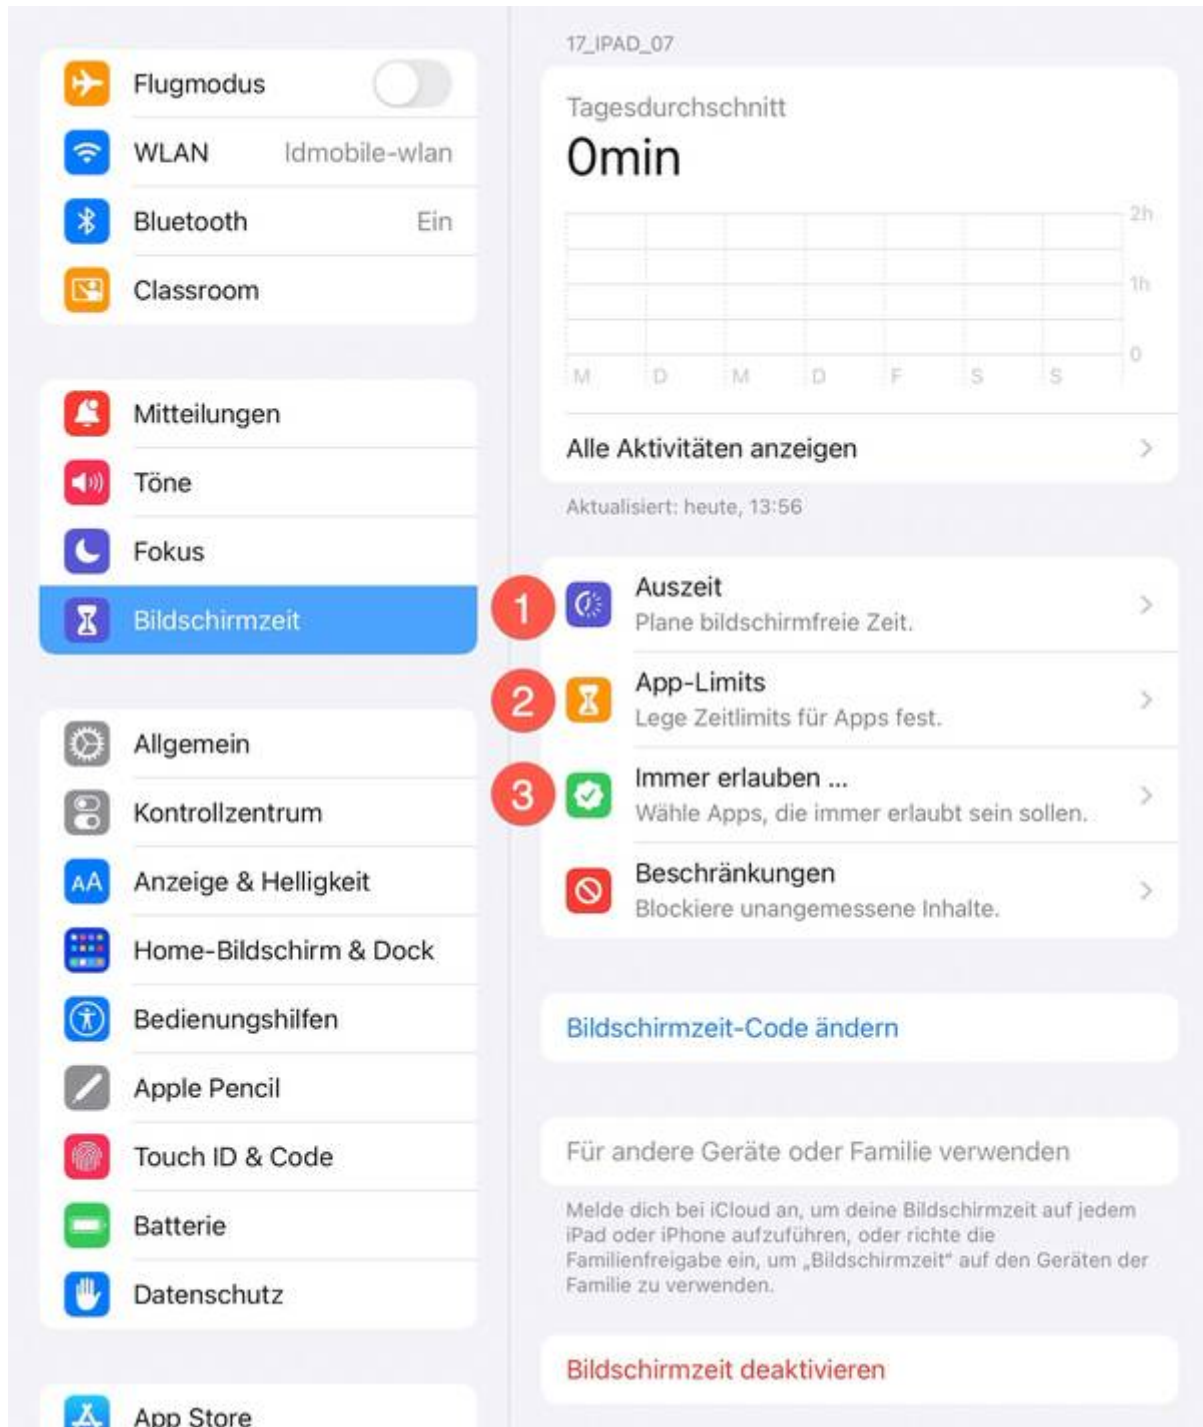 Flugmodus
WLAN ldmobile-wlan
Bluetooth Ein
Classroom
Mitteilungen
Töne
Fokus
Bildschirmzeit
Allgemein
Kontrollzentrum
AA Anzeige & Helligkeit
Home-Bildschirm & Dock
Bedienungshilfen
Apple Pencil
Touch ID & Code
Batterie
Datenschutz
App Store
17_IPAD_07
Tagesdurchschnitt
0min
2h
1h
0
M D M D F S S
Alle Aktivitäten anzeigen
Aktualisiert: heute, 13:56
1 Auszeit
Plane bildschirmfreie Zeit.
2 App-Limits
Lege Zeitlimits für Apps fest.
3 Immer erlauben ...
Wähle Apps, die immer erlaubt sein sollen.
Beschränkungen
Blockiere unangemessene Inhalte.
Bildschirmzeit-Code ändern
Für andere Geräte oder Familie verwenden
Melde dich bei iCloud an, um deine Bildschirmzeit auf jedem
iPad oder iPhone aufzuführen, oder richte die
Familienfreigabe ein, um „Bildschirmzeit“ auf den Geräten der
Familie zu verwenden.
Bildschirmzeit deaktivieren